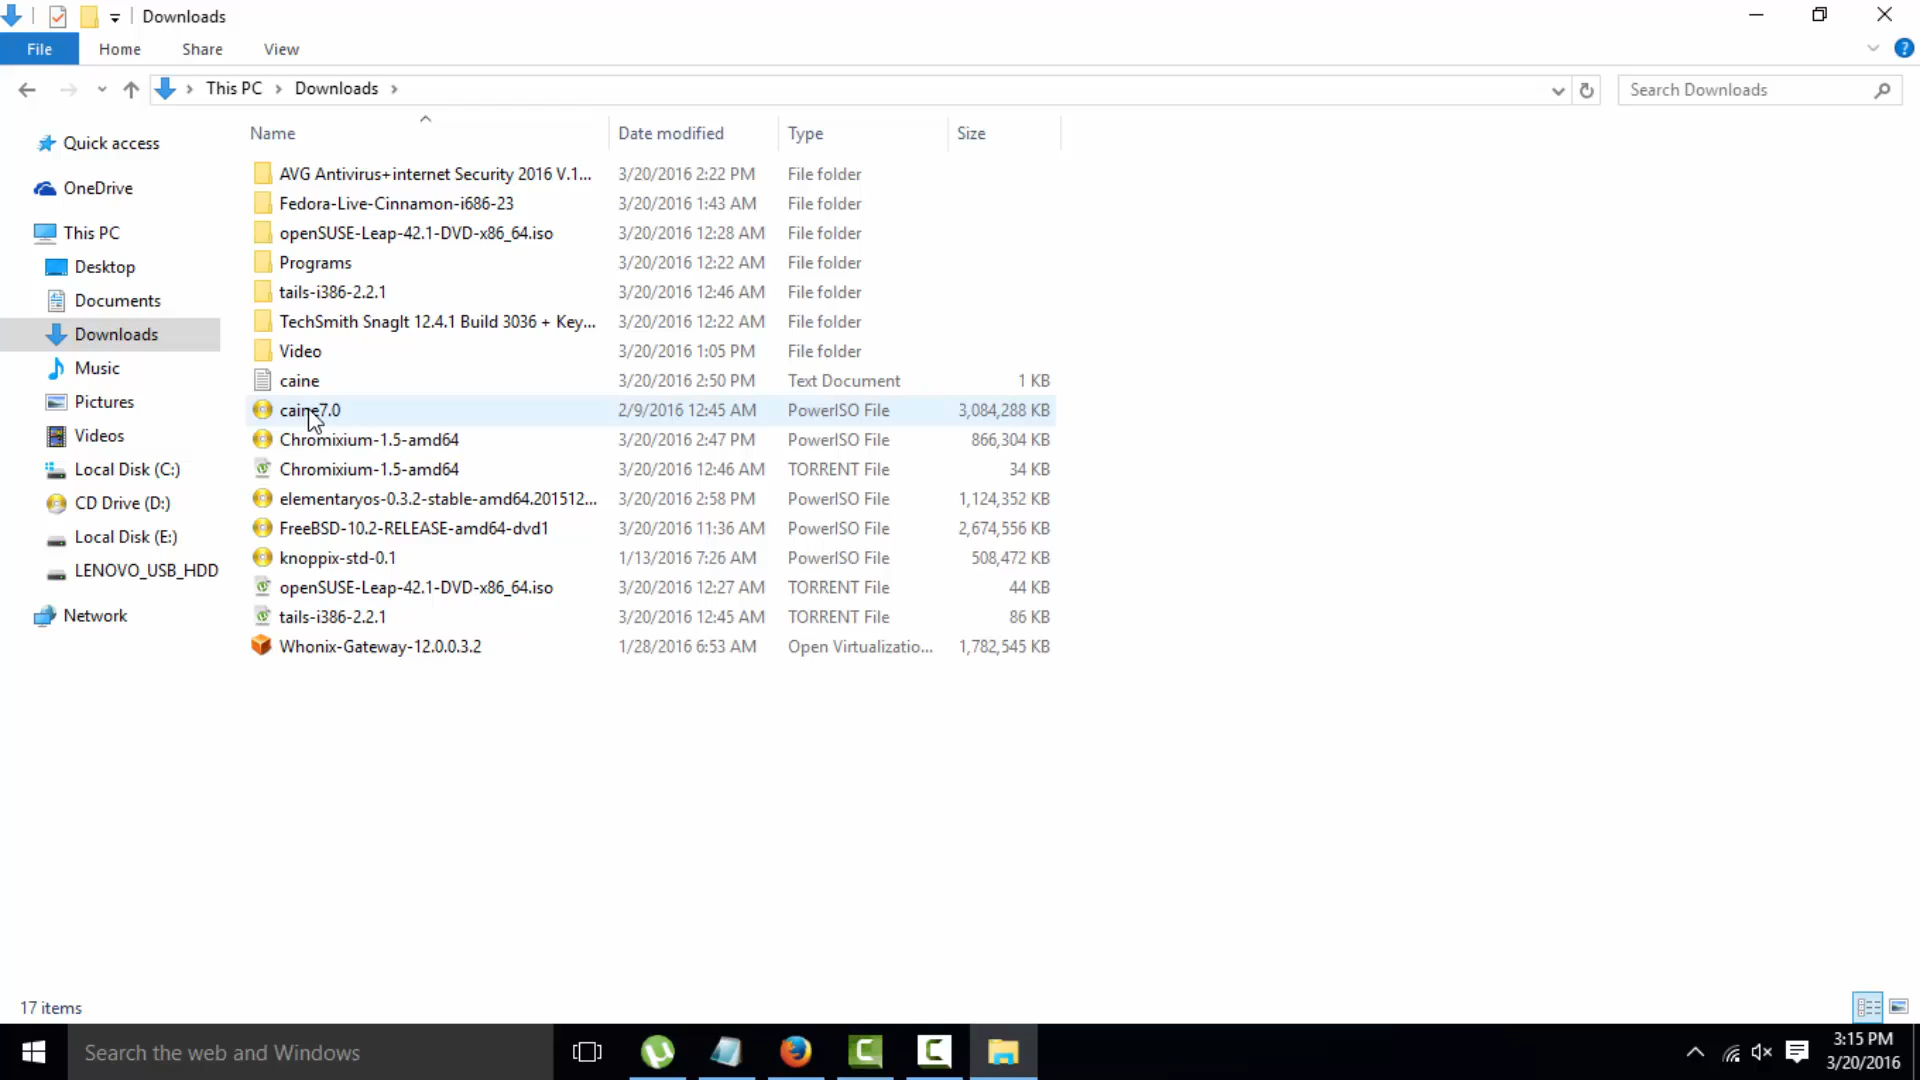 Downloads
File Home Share View
This PC Downloads Search Downloads
Name Date modified Type Size
Quick access
OneDrive
This PC
Desktop
Documents
Downloads
Music
Pictures
Videos
Local Disk (C:)
CD Drive (D:)
Local Disk (E:)
LENOVO_USB_HDD
Network
AVG Antivirus+internet Security 2016 V.1... 3/20/2016 2:22 PM File folder
Fedora-Live-Cinnamon-i686-23 3/20/2016 1:43 AM File folder
openSUSE-Leap-42.1-DVD-x86_64.iso 3/20/2016 12:28 AM File folder
Programs 3/20/2016 12:22 AM File folder
tails-i386-2.2.1 3/20/2016 12:46 AM File folder
TechSmith SnagIt 12.4.1 Build 3036 + Key... 3/20/2016 12:22 AM File folder
Video 3/20/2016 1:05 PM File folder
caine 3/20/2016 2:50 PM Text Document 1 KB
caine7.0 2/9/2016 12:45 AM PowerISO File 3,084,288 KB
Chromixium-1.5-amd64 3/20/2016 2:47 PM PowerISO File 866,304 KB
Chromixium-1.5-amd64 3/20/2016 12:46 AM TORRENT File 34 KB
elementaryos-0.3.2-stable-amd64.201512... 3/20/2016 2:58 PM PowerISO File 1,124,352 KB
FreeBSD-10.2-RELEASE-amd64-dvd1 3/20/2016 11:36 AM PowerISO File 2,674,556 KB
knoppix-std-0.1 1/13/2016 7:26 AM PowerISO File 508,472 KB
openSUSE-Leap-42.1-DVD-x86_64.iso 3/20/2016 12:27 AM TORRENT File 44 KB
tails-i386-2.2.1 3/20/2016 12:45 AM TORRENT File 86 KB
Whonix-Gateway-12.0.0.3.2 1/28/2016 6:53 AM Open Virtualizatio... 1,782,545 KB
17 items
Search the web and Windows
3:15 PM
3/20/2016